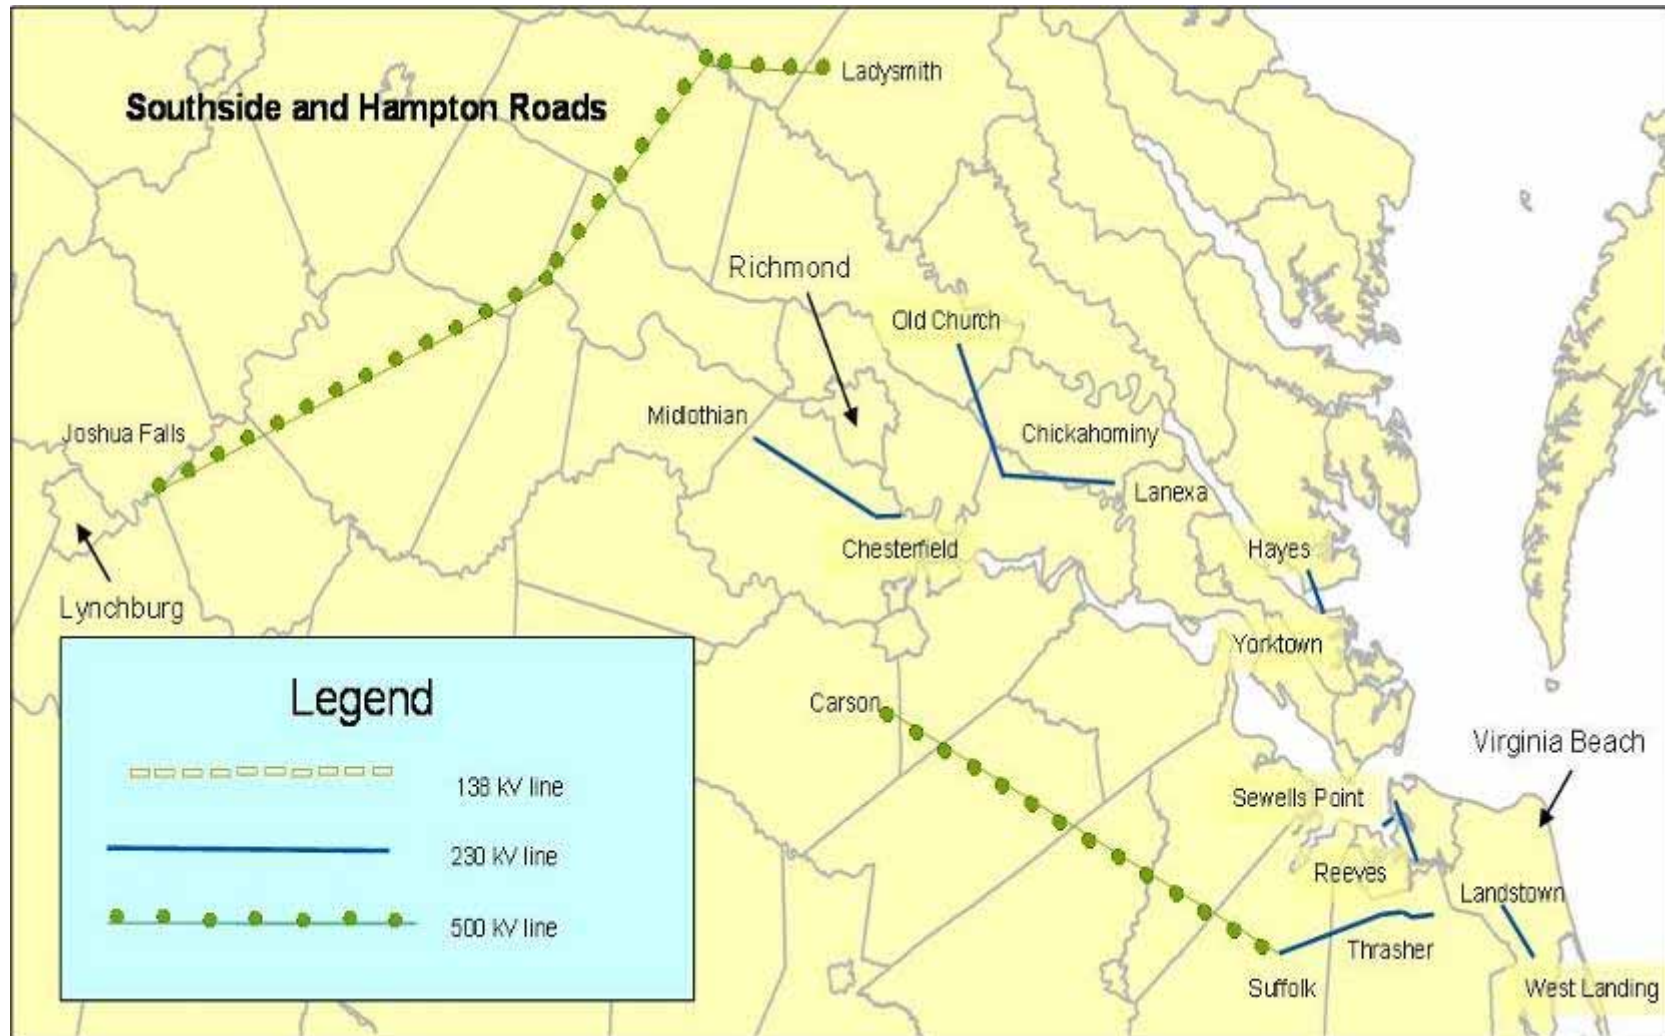 Ladysmith
Southside and Hampton Roads
Richmond
Old Church
Midlothian
Joshua Falls
Chickahominy
Lanexa
Chesterfield
Hayes
Lynchburg
Yorktown
Carson
Virginia Beach
Sewells Point
Reeves
Landstown
Thrasher
Suffolk
West Landing
Legend
138 kV line
230 kV line
500 kV line